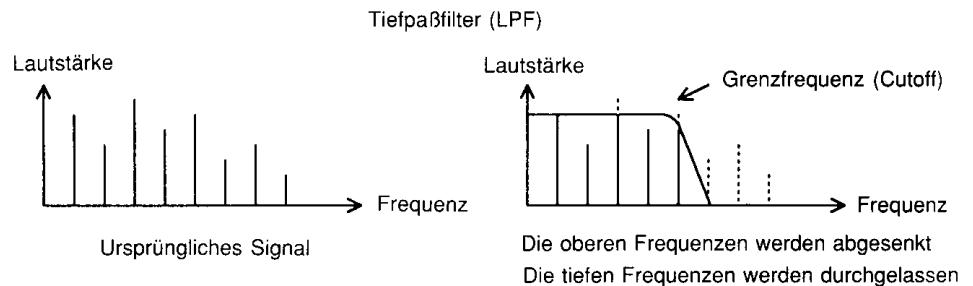 Tiefpaßfilter (LPF)
Lautstärke
Frequenz
Ursprüngliches Signal
Lautstärke
Grenzfrequenz (Cutoff)
Frequenz
Die oberen Frequenzen werden abgesenkt
Die tiefen Frequenzen werden durchgelassen